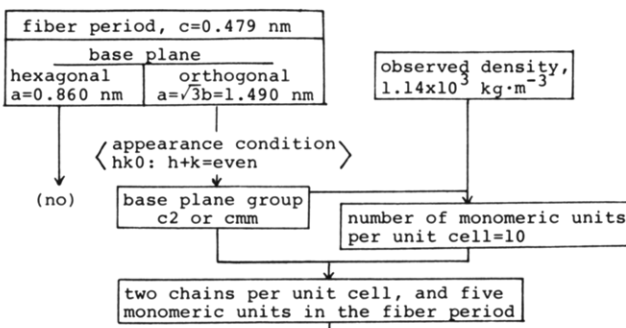 fiber period, c=0.479 nm
base plane
hexagonal
a=0.860 nm
orthogonal
a=√3b=1.490 nm
observed density,
1.14x10³ kg·m⁻³
appearance condition
hk0: h+k=even
(no)
base plane group
c2 or cmm
number of monomeric units
per unit cell=10
two chains per unit cell, and five
monomeric units in the fiber period